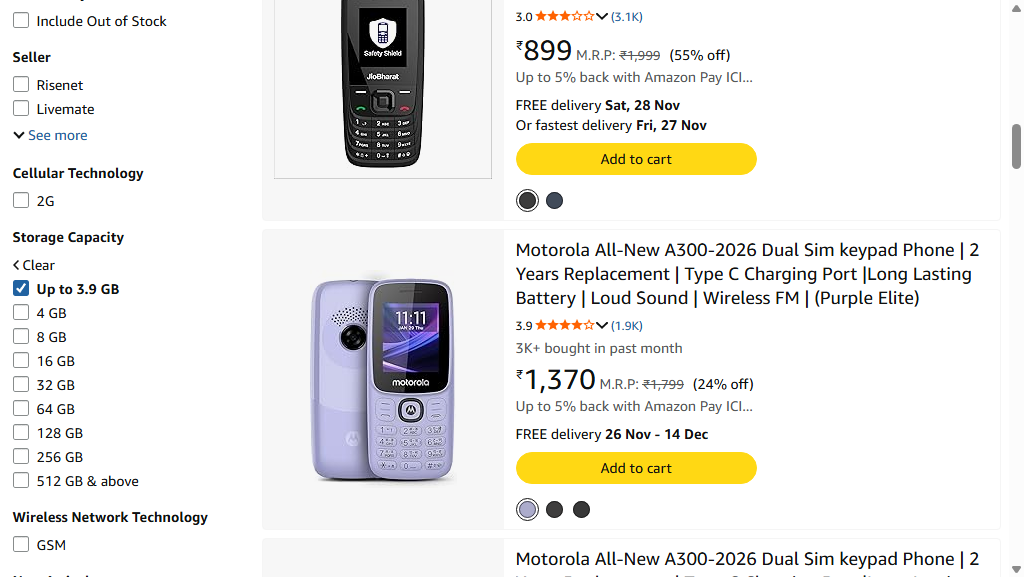 Include Out of Stock
Seller
Risenet
Livemate
See more
Cellular Technology
2G
Storage Capacity
Clear
Up to 3.9 GB
4 GB
8 GB
16 GB
32 GB
64 GB
128 GB
256 GB
512 GB & above
Wireless Network Technology
GSM
Safety Shield
JioBharat
3.0 (3.1K)
₹899 M.R.P: ₹1,999 (55% off)
Up to 5% back with Amazon Pay ICI...
FREE delivery Sat, 28 Nov
Or fastest delivery Fri, 27 Nov
Add to cart
11:11
JAN 29 Thu
motorola
Motorola All-New A300-2026 Dual Sim keypad Phone | 2
Years Replacement | Type C Charging Port |Long Lasting
Battery | Loud Sound | Wireless FM | (Purple Elite)
3.9 (1.9K)
3K+ bought in past month
₹1,370 M.R.P: ₹1,799 (24% off)
Up to 5% back with Amazon Pay ICI...
FREE delivery 26 Nov - 14 Dec
Add to cart
Motorola All-New A300-2026 Dual Sim keypad Phone | 2